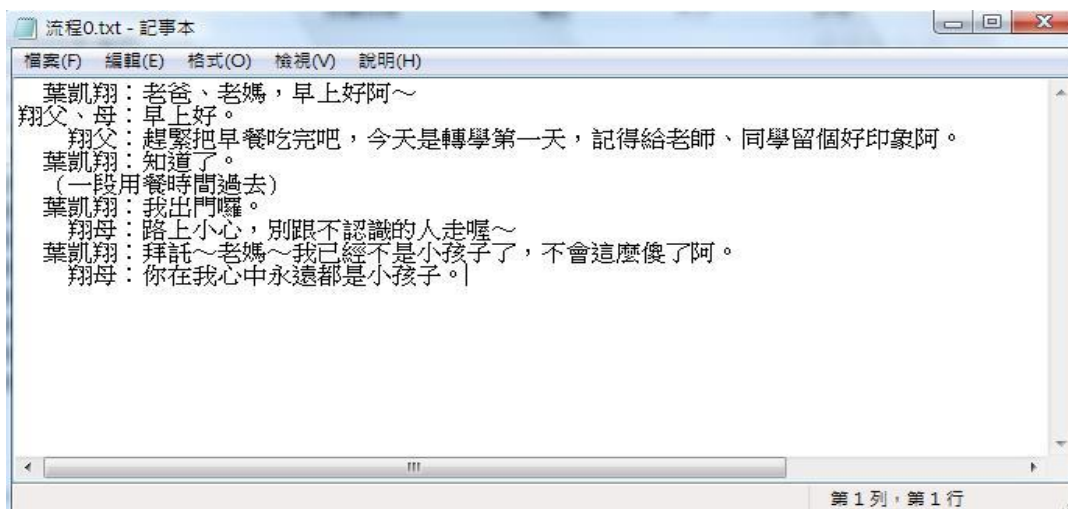 流程0.txt - 記事本
檔案(F) 編輯(E) 格式(O) 檢視(V) 說明(H)
葉凱翔：老爸、老媽，早上好阿～
翔父、母：早上好。
翔父：趕緊把早餐吃完吧，今天是轉學第一天，記得給老師、同學留個好印象阿。
葉凱翔：知道了。
（一段用餐時間過去）
葉凱翔：我出門囉。
翔母：路上小心，別跟不認識的人走喔～
葉凱翔：拜託～老媽～我已經不是小孩子了，不會這麼傻了阿。
翔母：你在我心中永遠都是小孩子。
第 1 列，第 1 行